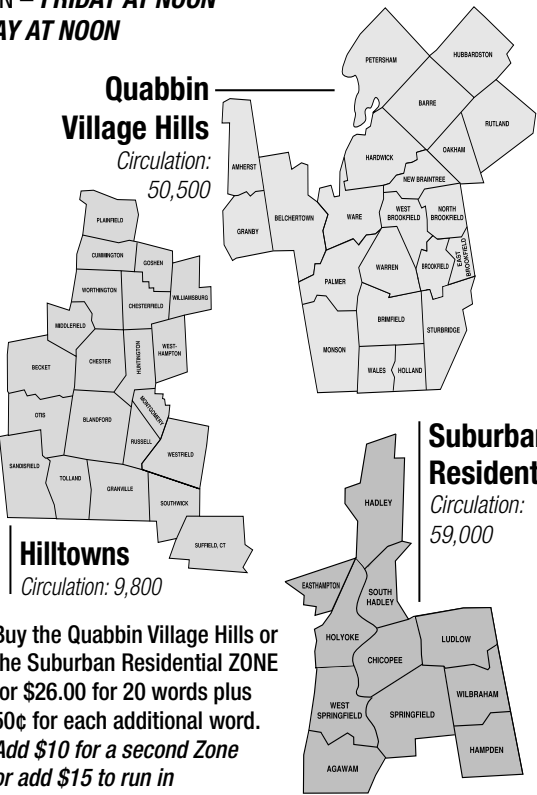 N – FRIDAY AT NOON
AY AT NOON
Quabbin
Village Hills
Circulation:
50,500
PETERSHAM
HUBBARDSTON
BARRE
RUTLAND
OAKHAM
HARDWICK
NEW BRAINTREE
AMHERST
BELCHERTOWN
GRANBY
WARE
WEST
BROOKFIELD
NORTH
BROOKFIELD
EAST
BROOKFIELD
BROOKFIELD
WARREN
PALMER
BRIMFIELD
STURBRIDGE
MONSON
WALES
HOLLAND
PLAINFIELD
CUMMINGTON
GOSHEN
WORTHINGTON
CHESTERFIELD
WILLIAMSBURG
MIDDLEFIELD
CHESTER
HUNTINGTON
WEST-
HAMPTON
BECKET
MONTGOMERY
OTIS
BLANDFORD
RUSSELL
WESTFIELD
SANDISFIELD
TOLLAND
GRANVILLE
SOUTHWICK
SUFFIELD, CT
Hilltowns
Circulation: 9,800
Suburban
Resident
Circulation:
59,000
HADLEY
EASTHAMPTON
SOUTH
HADLEY
HOLYOKE
CHICOPEE
LUDLOW
WEST
SPRINGFIELD
SPRINGFIELD
WILBRAHAM
AGAWAM
HAMPDEN
Buy the Quabbin Village Hills or
the Suburban Residential ZONE
for $26.00 for 20 words plus
50¢ for each additional word.
Add $10 for a second Zone
or add $15 to run in